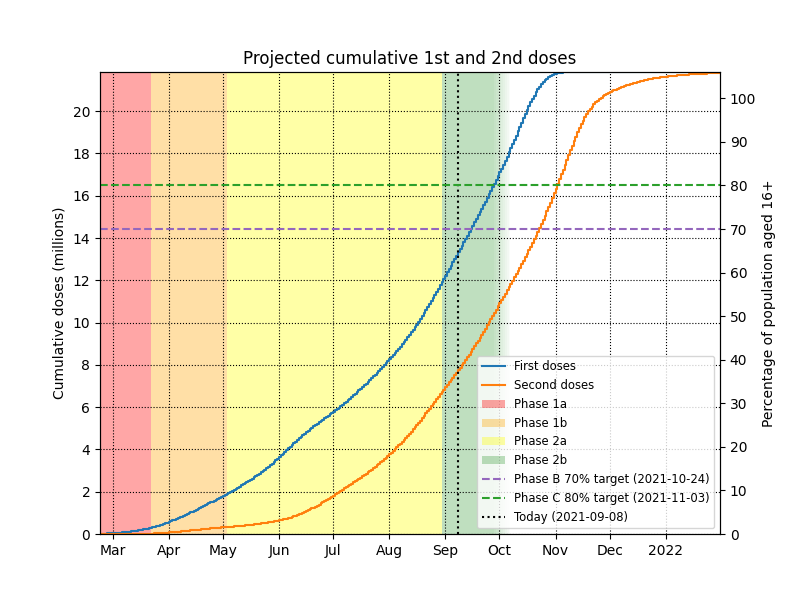 Projected cumulative 1st and 2nd doses
Cumulative doses (millions)
20
18
16
14
12
10
8
6
4
2
0
100
90
80
70
60
50
40
30
20
10
0
Percentage of population aged 16+
First doses
Second doses
Phase 1a
Phase 1b
Phase 2a
Phase 2b
Phase B 70% target (2021-10-24)
Phase C 80% target (2021-11-03)
Today (2021-09-08)
Mar Apr May Jun Jul Aug Sep Oct Nov Dec 2022